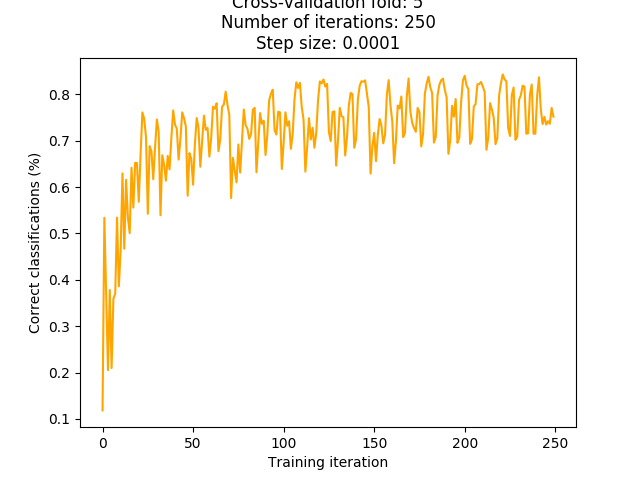 Cross-validation fold: 5
Number of iterations: 250
Step size: 0.0001
0.8
0.7
0.6
0.5
0.4
0.3
0.2
0.1
Correct classifications (%)
0 50 100 150 200 250
Training iteration